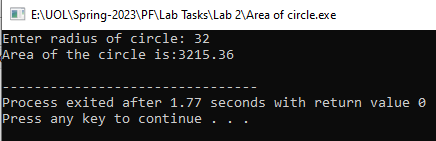 E:\UOL\Spring-2023\PF\Lab Tasks\Lab 2\Area of circle.exe
Enter radius of circle: 32
Area of the circle is:3215.36
--------------------------------
Process exited after 1.77 seconds with return value 0
Press any key to continue . . .